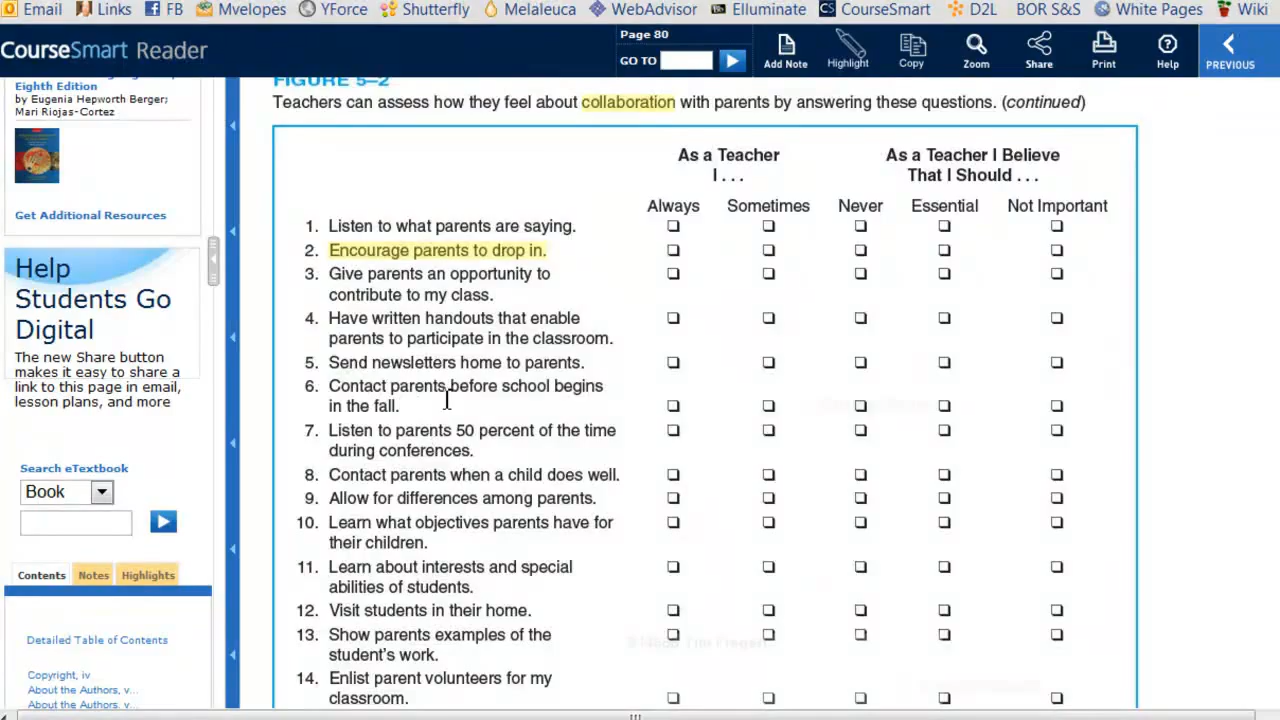 Email Links FB Mvelopes YForce Shutterfly Melaleuca WebAdvisor Elluminate CourseSmart D2L BOR S&S White Pages Wiki
CourseSmart Reader
Page 80
GO TO
Add Note Highlight Copy Zoom Share Print Help PREVIOUS
Eighth Edition
by Eugenia Hepworth Berger;
Mari Riojas-Cortez
Get Additional Resources
Help
Students Go
Digital
The new Share button
makes it easy to share a
link to this page in email,
lesson plans, and more
Search eTextbook
Book
Contents Notes Highlights
Detailed Table of Contents
Copyright, iv
About the Authors, v...
About the Authors, v...
FIGURE 5–2
Teachers can assess how they feel about collaboration with parents by answering these questions. (continued)
As a Teacher As a Teacher I Believe
I . . . That I Should . . .
Always Sometimes Never Essential Not Important
1. Listen to what parents are saying.
2. Encourage parents to drop in.
3. Give parents an opportunity to
contribute to my class.
4. Have written handouts that enable
parents to participate in the classroom.
5. Send newsletters home to parents.
6. Contact parents before school begins
in the fall.
7. Listen to parents 50 percent of the time
during conferences.
8. Contact parents when a child does well.
9. Allow for differences among parents.
10. Learn what objectives parents have for
their children.
11. Learn about interests and special
abilities of students.
12. Visit students in their home.
13. Show parents examples of the
student's work.
14. Enlist parent volunteers for my
classroom.